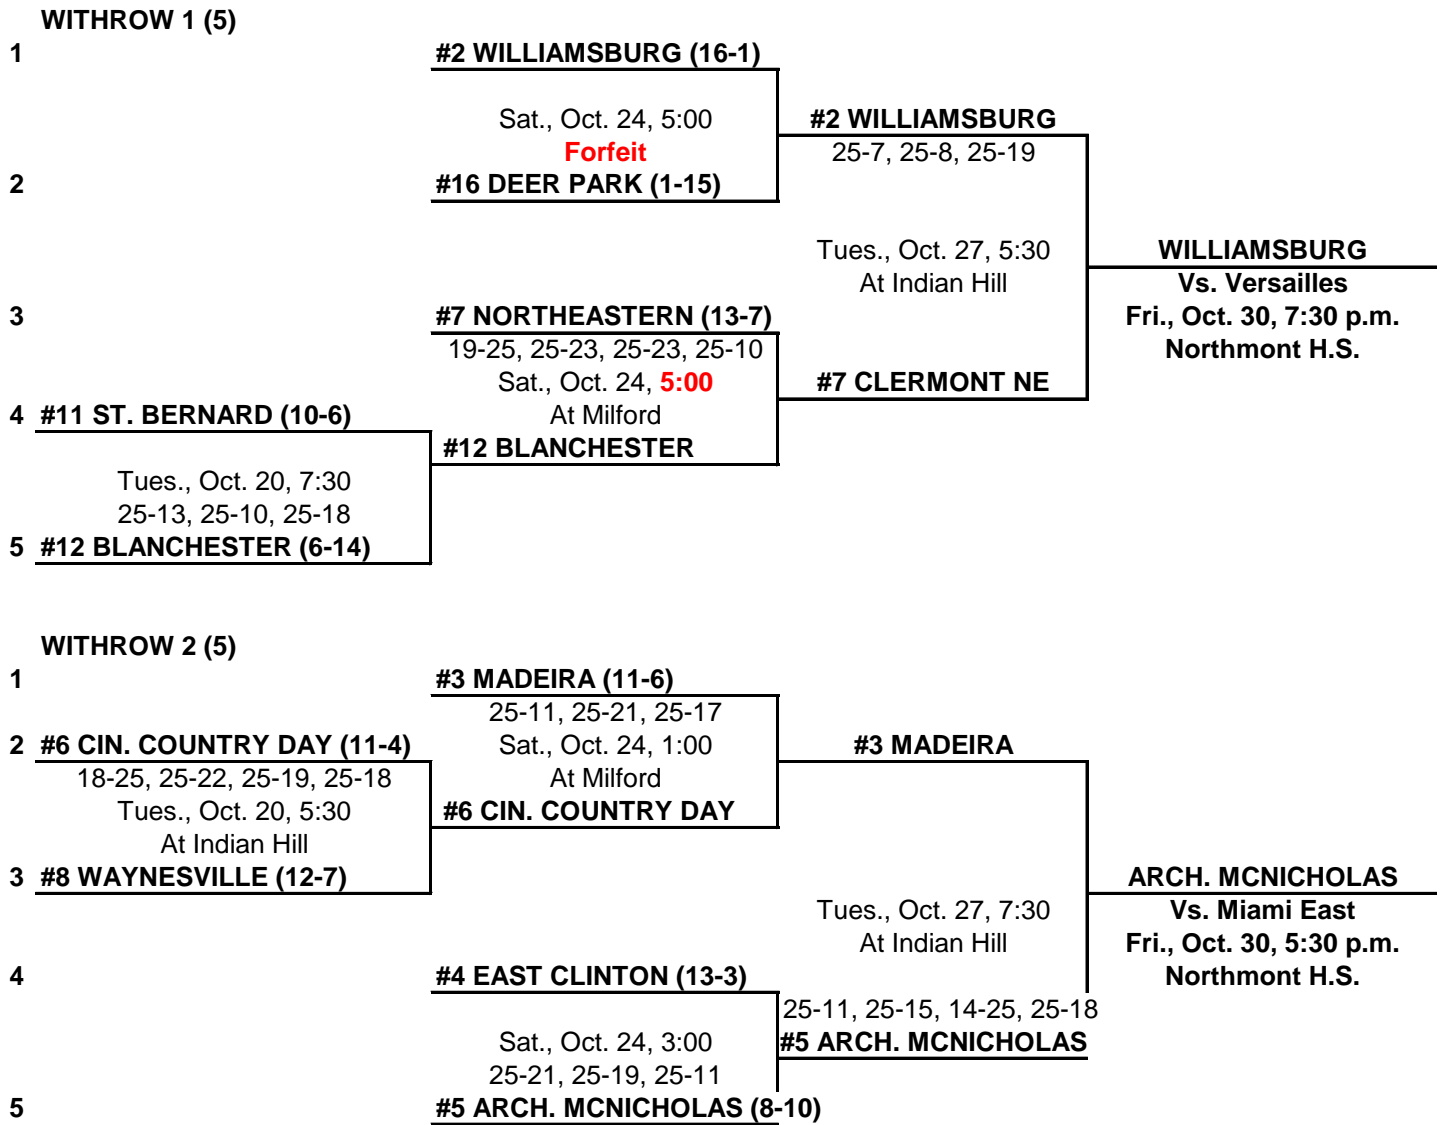 WITHROW 1 (5)
1 #2 WILLIAMSBURG (16-1)
Sat., Oct. 24, 5:00 #2 WILLIAMSBURG
Forfeit 25-7, 25-8, 25-19
2 #16 DEER PARK (1-15)
Tues., Oct. 27, 5:30 WILLIAMSBURG
At Indian Hill Vs. Versailles
3 #7 NORTHEASTERN (13-7) Fri., Oct. 30, 7:30 p.m.
19-25, 25-23, 25-23, 25-10 Northmont H.S.
Sat., Oct. 24, 5:00 #7 CLERMONT NE
4 #11 ST. BERNARD (10-6) At Milford
#12 BLANCHESTER
Tues., Oct. 20, 7:30
25-13, 25-10, 25-18
5 #12 BLANCHESTER (6-14)
WITHROW 2 (5)
1 #3 MADEIRA (11-6)
25-11, 25-21, 25-17
2 #6 CIN. COUNTRY DAY (11-4) Sat., Oct. 24, 1:00 #3 MADEIRA
18-25, 25-22, 25-19, 25-18 At Milford
Tues., Oct. 20, 5:30 #6 CIN. COUNTRY DAY
At Indian Hill
3 #8 WAYNESVILLE (12-7) ARCH. MCNICHOLAS
Tues., Oct. 27, 7:30 Vs. Miami East
At Indian Hill Fri., Oct. 30, 5:30 p.m.
4 #4 EAST CLINTON (13-3) Northmont H.S.
25-11, 25-15, 14-25, 25-18
Sat., Oct. 24, 3:00 #5 ARCH. MCNICHOLAS
25-21, 25-19, 25-11
5 #5 ARCH. MCNICHOLAS (8-10)